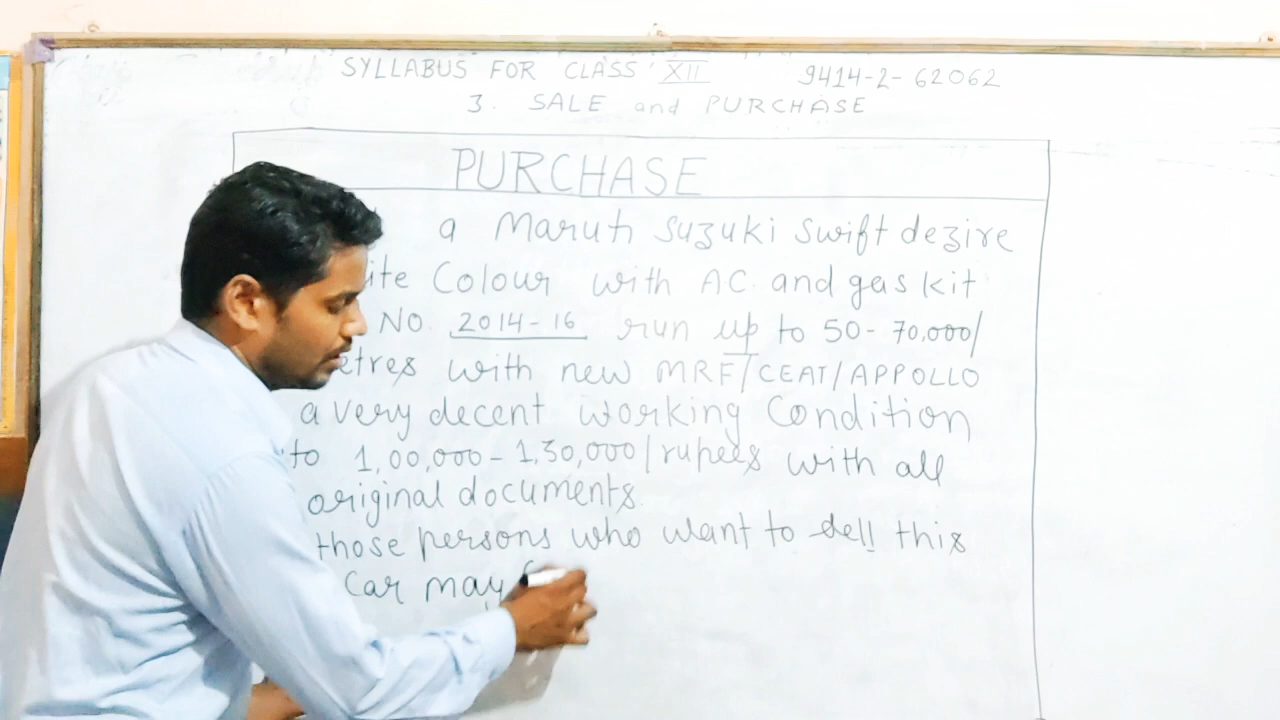 SYLLABUS FOR CLASS XII 9414-2-62062
3. SALE and PURCHASE
PURCHASE
a Maruti Suzuki Swift dezire
ite Colour with AC and gas kit
No. 2014-16 run up to 50-70,000/
etres with new MRF/CEAT/APPOLLO
a very decent working Condition
to 1,00,000-1,30,000/rupees with all
original documents.
those persons who want to sell this
Car may